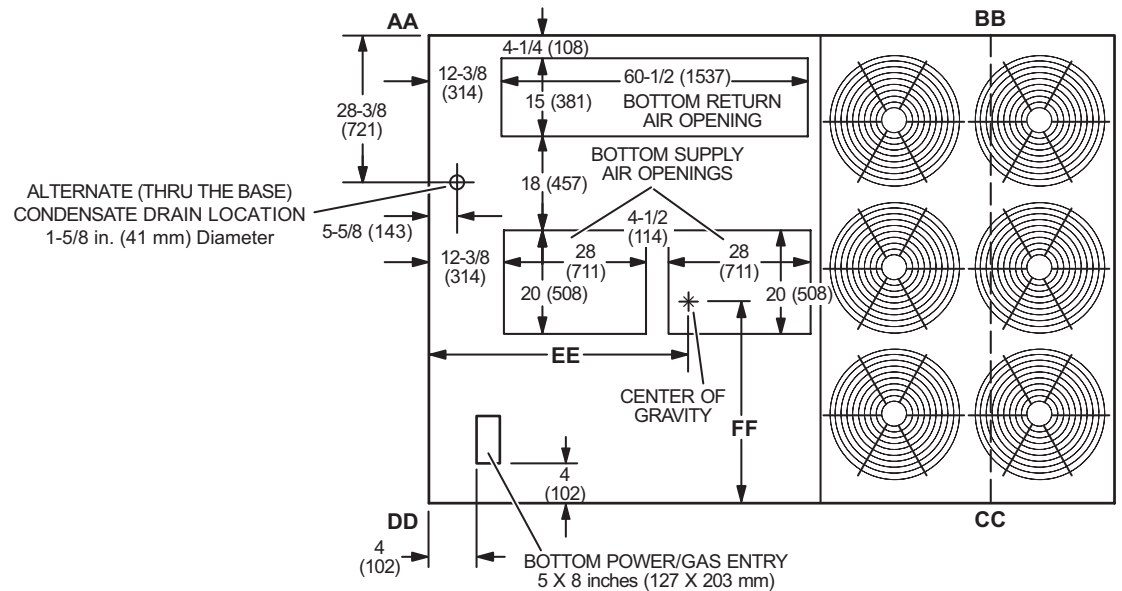 AA
BB
4-1/4 (108)
12-3/8
(314)
60-1/2 (1537)
28-3/8
(721)
15 (381)
BOTTOM RETURN
AIR OPENING
BOTTOM SUPPLY
AIR OPENINGS
18 (457)
ALTERNATE (THRU THE BASE)
CONDENSATE DRAIN LOCATION
1-5/8 in. (41 mm) Diameter
5-5/8 (143)
4-1/2
(114)
12-3/8
(314)
28
(711)
28
(711)
20 (508)
20 (508)
EE
CENTER OF
GRAVITY
FF
4
(102)
DD
CC
4
(102)
BOTTOM POWER/GAS ENTRY
5 X 8 inches (127 X 203 mm)